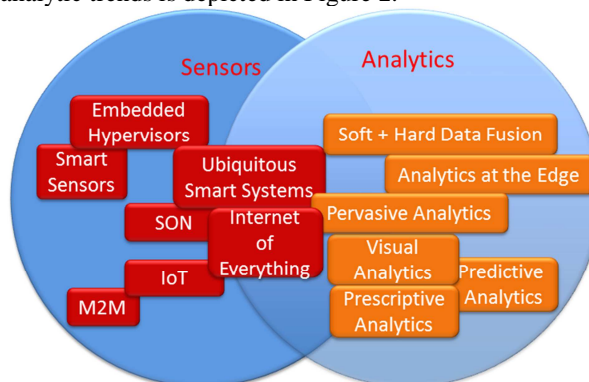 analytic trends is depicted in Figure 2.
Sensors
Analytics
Embedded
Hypervisors
Smart
Sensors
Ubiquitous
Smart Systems
SON
Internet
of
Everything
IoT
M2M
Soft + Hard Data Fusion
Analytics at the Edge
Pervasive Analytics
Visual
Analytics
Predictive
Analytics
Prescriptive
Analytics